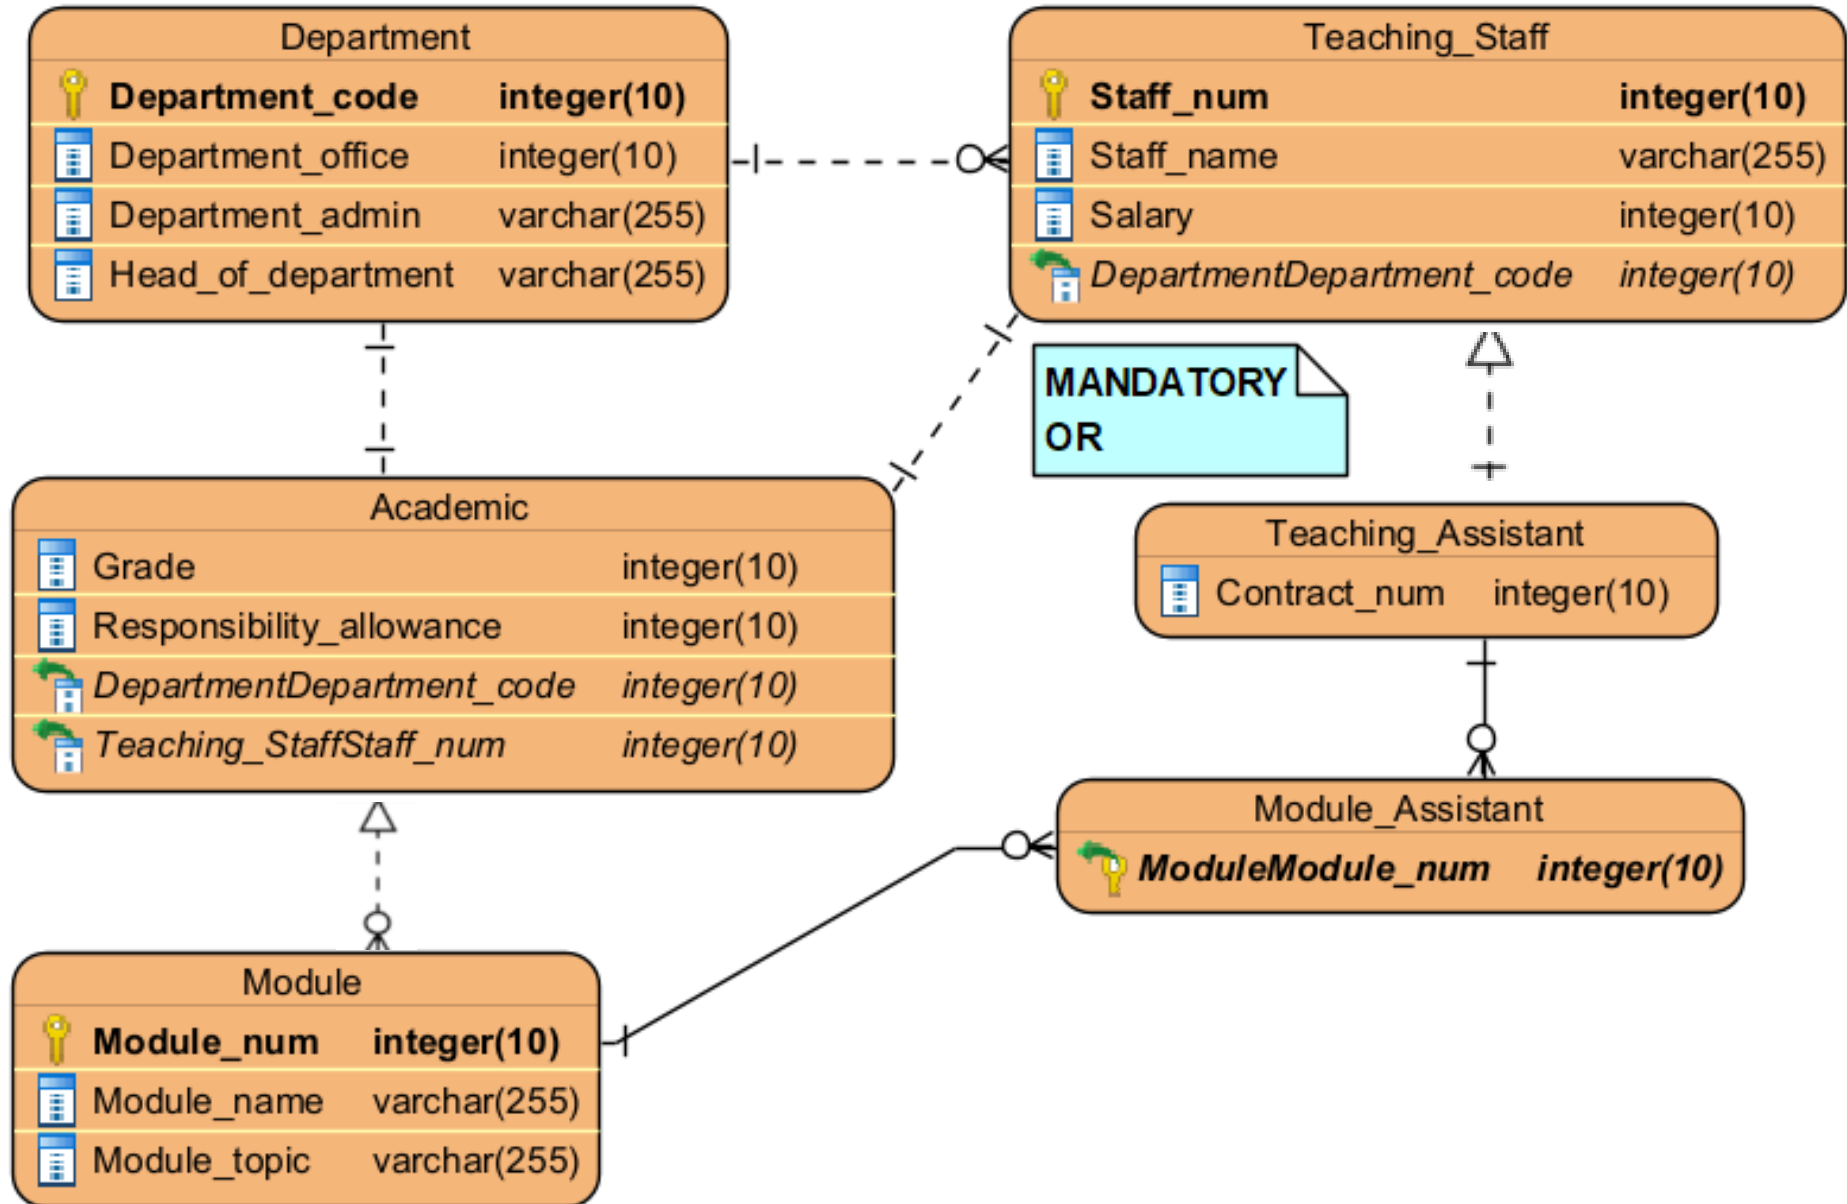 Department
Department_code integer(10)
Department_office integer(10)
Department_admin varchar(255)
Head_of_department varchar(255)
Teaching_Staff
Staff_num integer(10)
Staff_name varchar(255)
Salary integer(10)
DepartmentDepartment_code integer(10)
MANDATORY
OR
Academic
Grade integer(10)
Responsibility_allowance integer(10)
DepartmentDepartment_code integer(10)
Teaching_StaffStaff_num integer(10)
Teaching_Assistant
Contract_num integer(10)
Module_Assistant
ModuleModule_num integer(10)
Module
Module_num integer(10)
Module_name varchar(255)
Module_topic varchar(255)